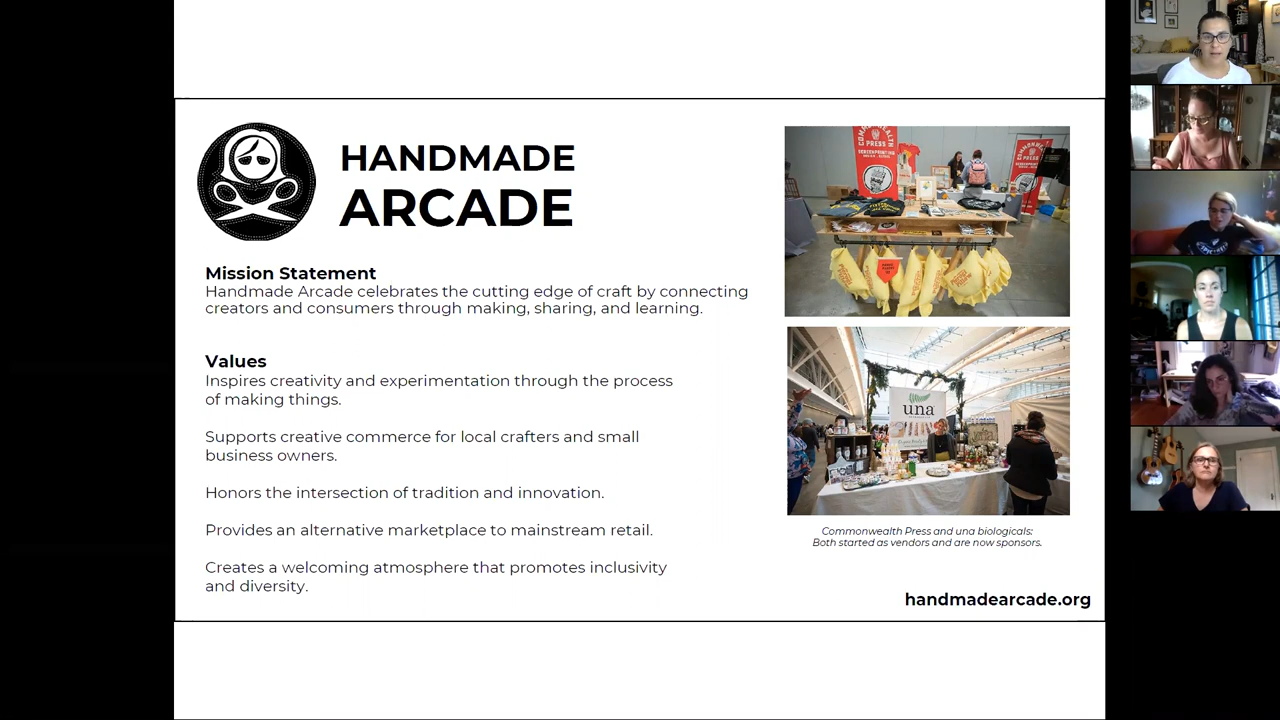 HANDMADE
ARCADE
Mission Statement
Handmade Arcade celebrates the cutting edge of craft by connecting
creators and consumers through making, sharing, and learning.
Values
Inspires creativity and experimentation through the process
of making things.
Supports creative commerce for local crafters and small
business owners.
Honors the intersection of tradition and innovation.
Provides an alternative marketplace to mainstream retail.
Creates a welcoming atmosphere that promotes inclusivity
and diversity.
PRESS
SCREENPRINTING
PRESS
una
Commonwealth Press and una biologicals:
Both started as vendors and are now sponsors.
handmadearcade.org